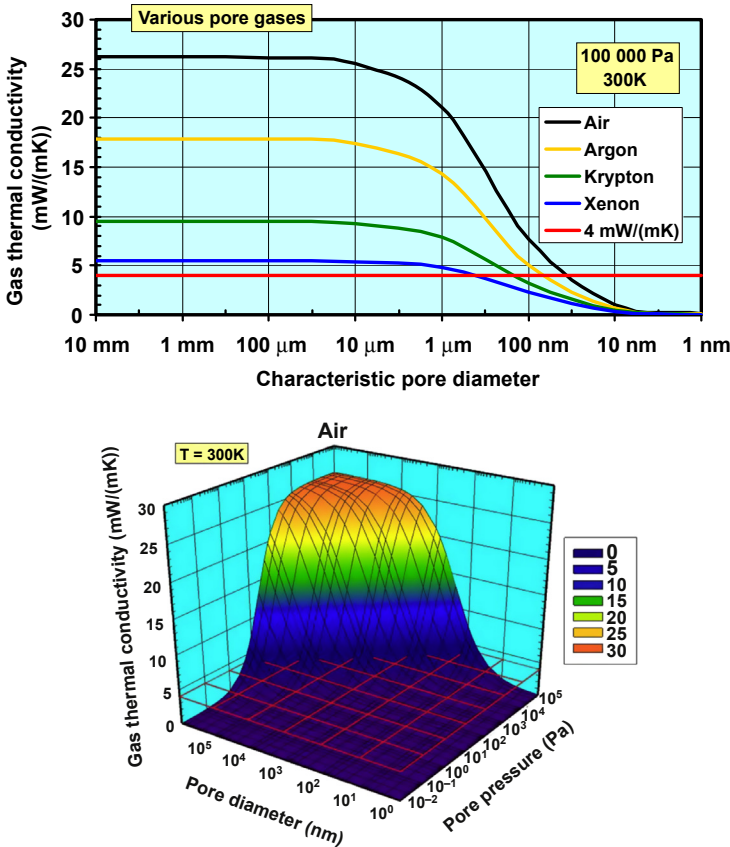 Various pore gases
Gas thermal conductivity
(mW/(mK))
30
25
20
15
10
5
0
100 000 Pa
300K
Air
Argon
Krypton
Xenon
4 mW/(mK)
10 mm
1 mm
100 μm
10 μm
1 μm
100 nm
10 nm
1 nm
Characteristic pore diameter
Air
T = 300K
Gas thermal conductivity (mW/(mK))
30
25
20
15
10
5
0
0
5
10
15
20
25
30
10⁵
10⁴
10³
10²
10¹
10⁰
Pore diameter (nm)
10⁵
10⁴
10³
10²
10¹
10⁰
10⁻¹
10⁻²
Pore pressure (Pa)